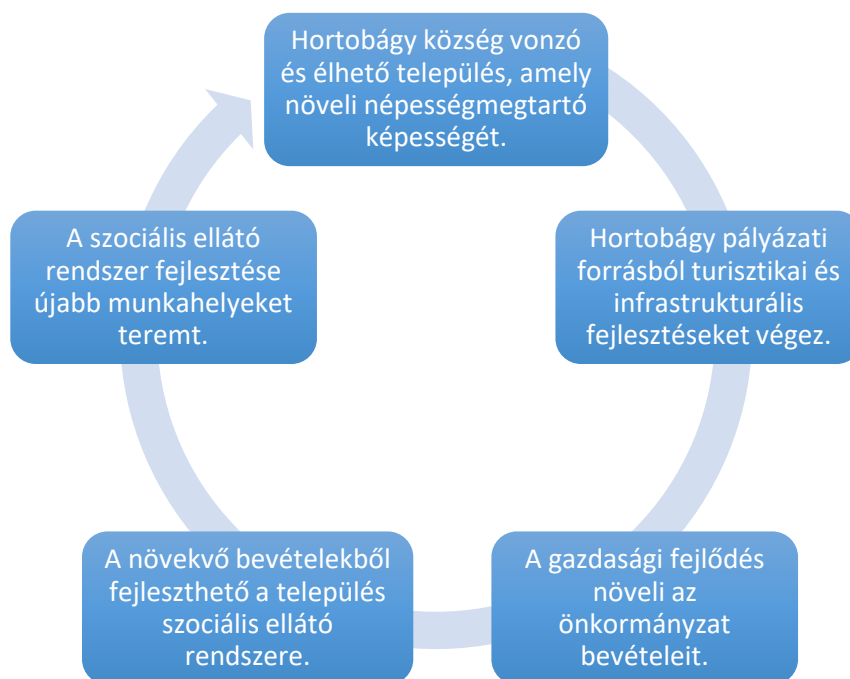 Hortobágy község vonzó
és élhető település, amely
növeli népességmegtartó
képességét.
Hortobágy pályázati
forrásból turisztikai és
infrastrukturális
fejlesztéseket végez.
A gazdasági fejlődés
növeli az
önkormányzat
bevételeit.
A növekvő bevételekből
fejleszthető a település
szociális ellátó
rendszere.
A szociális ellátó
rendszer fejlesztése
újabb munkahelyeket
teremt.